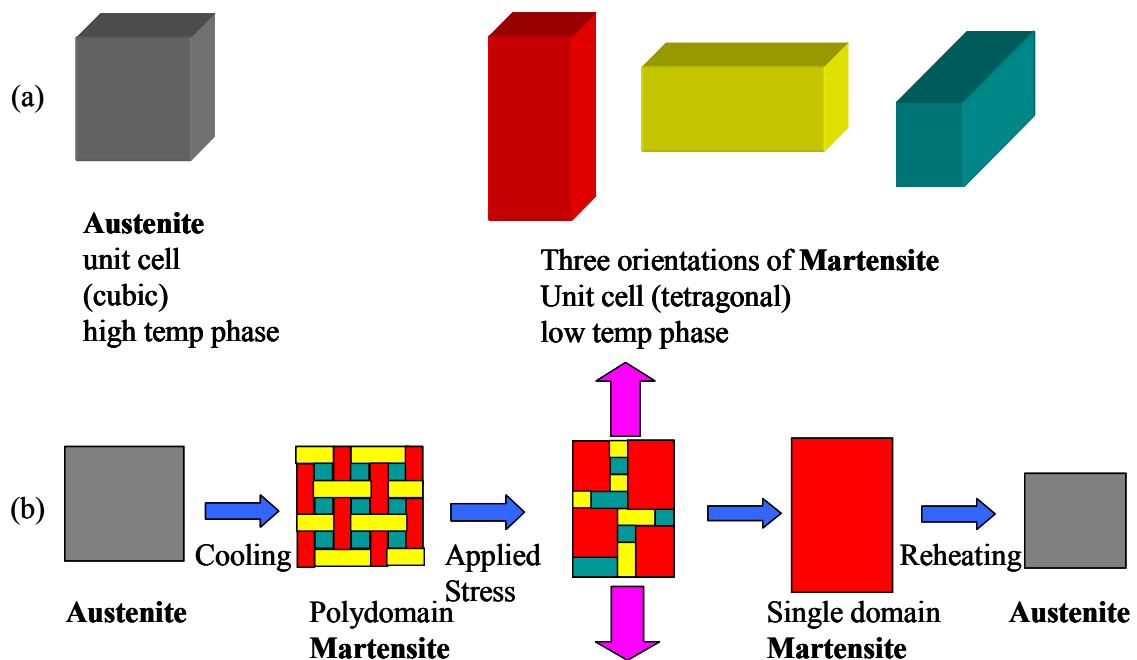 (a)
Austenite
unit cell
(cubic)
high temp phase
Three orientations of Martensite
Unit cell (tetragonal)
low temp phase
(b)
Cooling
Applied
Stress
Reheating
Austenite
Polydomain
Martensite
Single domain
Martensite
Austenite